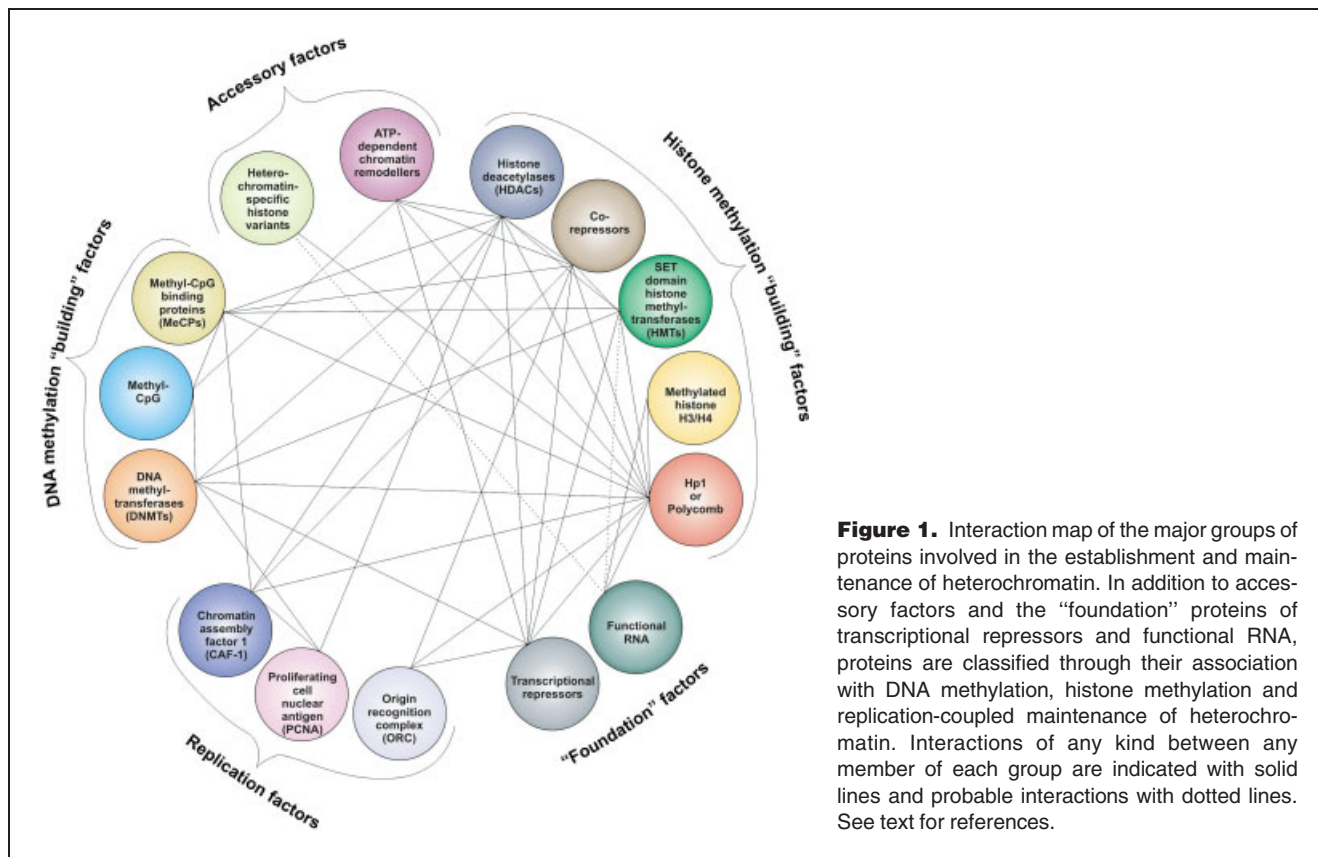 Accessory factors
ATP-
dependent
chromatin
remodellers
Hetero-
chromatin-
specific
histone
variants
Histone
deacetylases
(HDACs)
Co-
repressors
SET
domain
histone
methyl-
transferases
(HMTs)
Methylated
histone
H3/H4
Hp1
or
Polycomb
Histone methylation "building" factors
DNA methylation "building" factors
Methyl-CpG
binding
proteins
(MeCPs)
Methyl-
CpG
DNA
methyl-
transferases
(DNMTs)
Chromatin
assembly
factor 1
(CAF-1)
Proliferating
cell
nuclear
antigen
(PCNA)
Origin
recognition
complex
(ORC)
Replication factors
Transcriptional
repressors
Functional
RNA
"Foundation" factors
Figure 1. Interaction map of the major groups of
proteins involved in the establishment and main-
tenance of heterochromatin. In addition to acces-
sory factors and the ‘‘foundation’’ proteins of
transcriptional repressors and functional RNA,
proteins are classified through their association
with DNA methylation, histone methylation and
replication-coupled maintenance of heterochro-
matin. Interactions of any kind between any
member of each group are indicated with solid
lines and probable interactions with dotted lines.
See text for references.